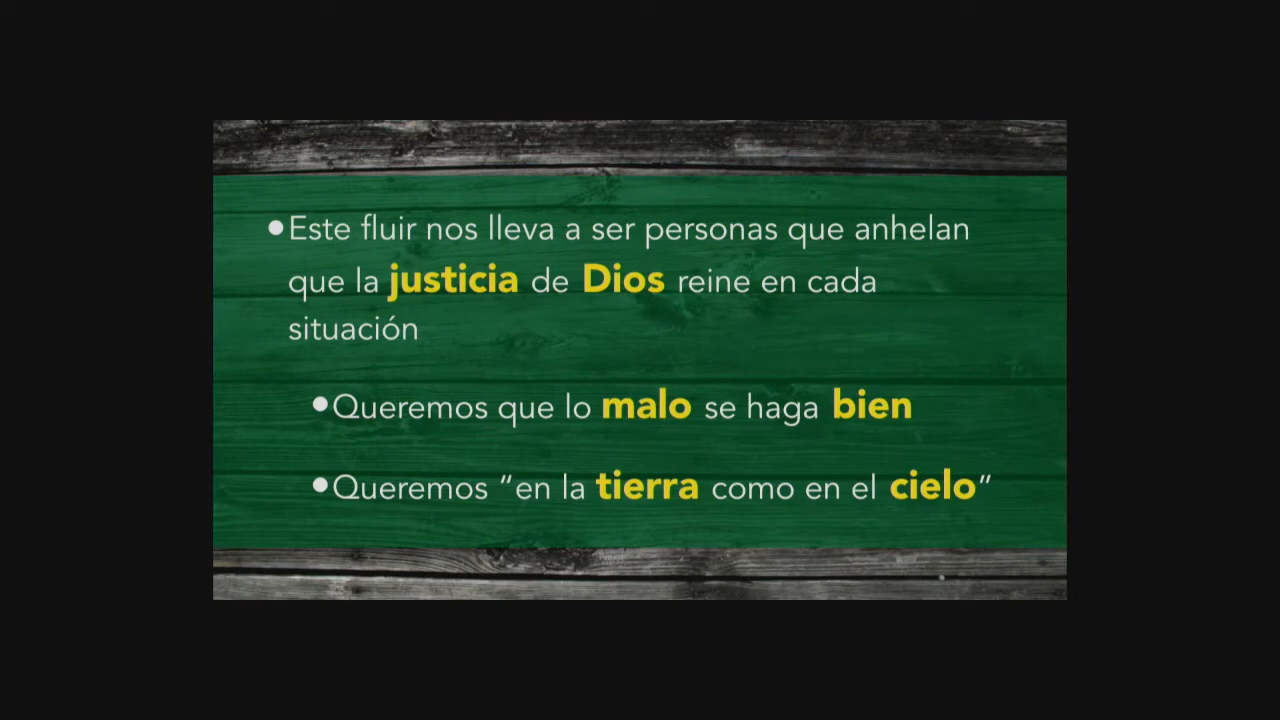 •Este fluir nos lleva a ser personas que anhelan
que la justicia de Dios reine en cada
situación
•Queremos que lo malo se haga bien
•Queremos “en la tierra como en el cielo”